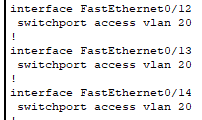 interface FastEthernet0/12
 switchport access vlan 20
!
interface FastEthernet0/13
 switchport access vlan 20
!
interface FastEthernet0/14
 switchport access vlan 20
!